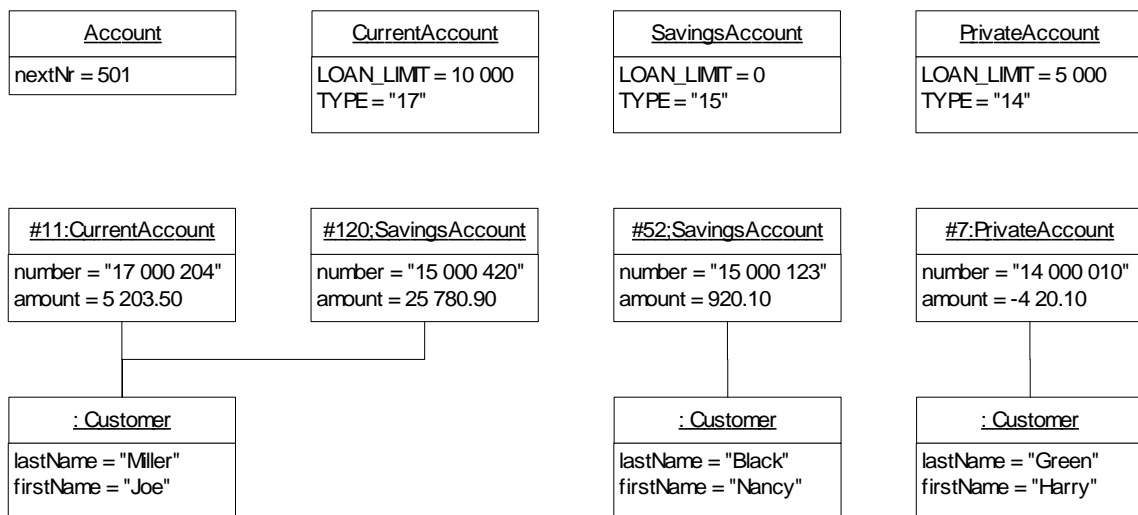 Account
nextNr = 501
CurrentAccount
LOAN_LIMIT = 10 000
TYPE = "17"
SavingsAccount
LOAN_LIMIT = 0
TYPE = "15"
PrivateAccount
LOAN_LIMIT = 5 000
TYPE = "14"
#11:CurrentAccount
number = "17 000 204"
amount = 5 203.50
#120;SavingsAccount
number = "15 000 420"
amount = 25 780.90
#52;SavingsAccount
number = "15 000 123"
amount = 920.10
#7:PrivateAccount
number = "14 000 010"
amount = -4 20.10
: Customer
lastName = "Miller"
firstName = "Joe"
: Customer
lastName = "Black"
firstName = "Nancy"
: Customer
lastName = "Green"
firstName = "Harry"